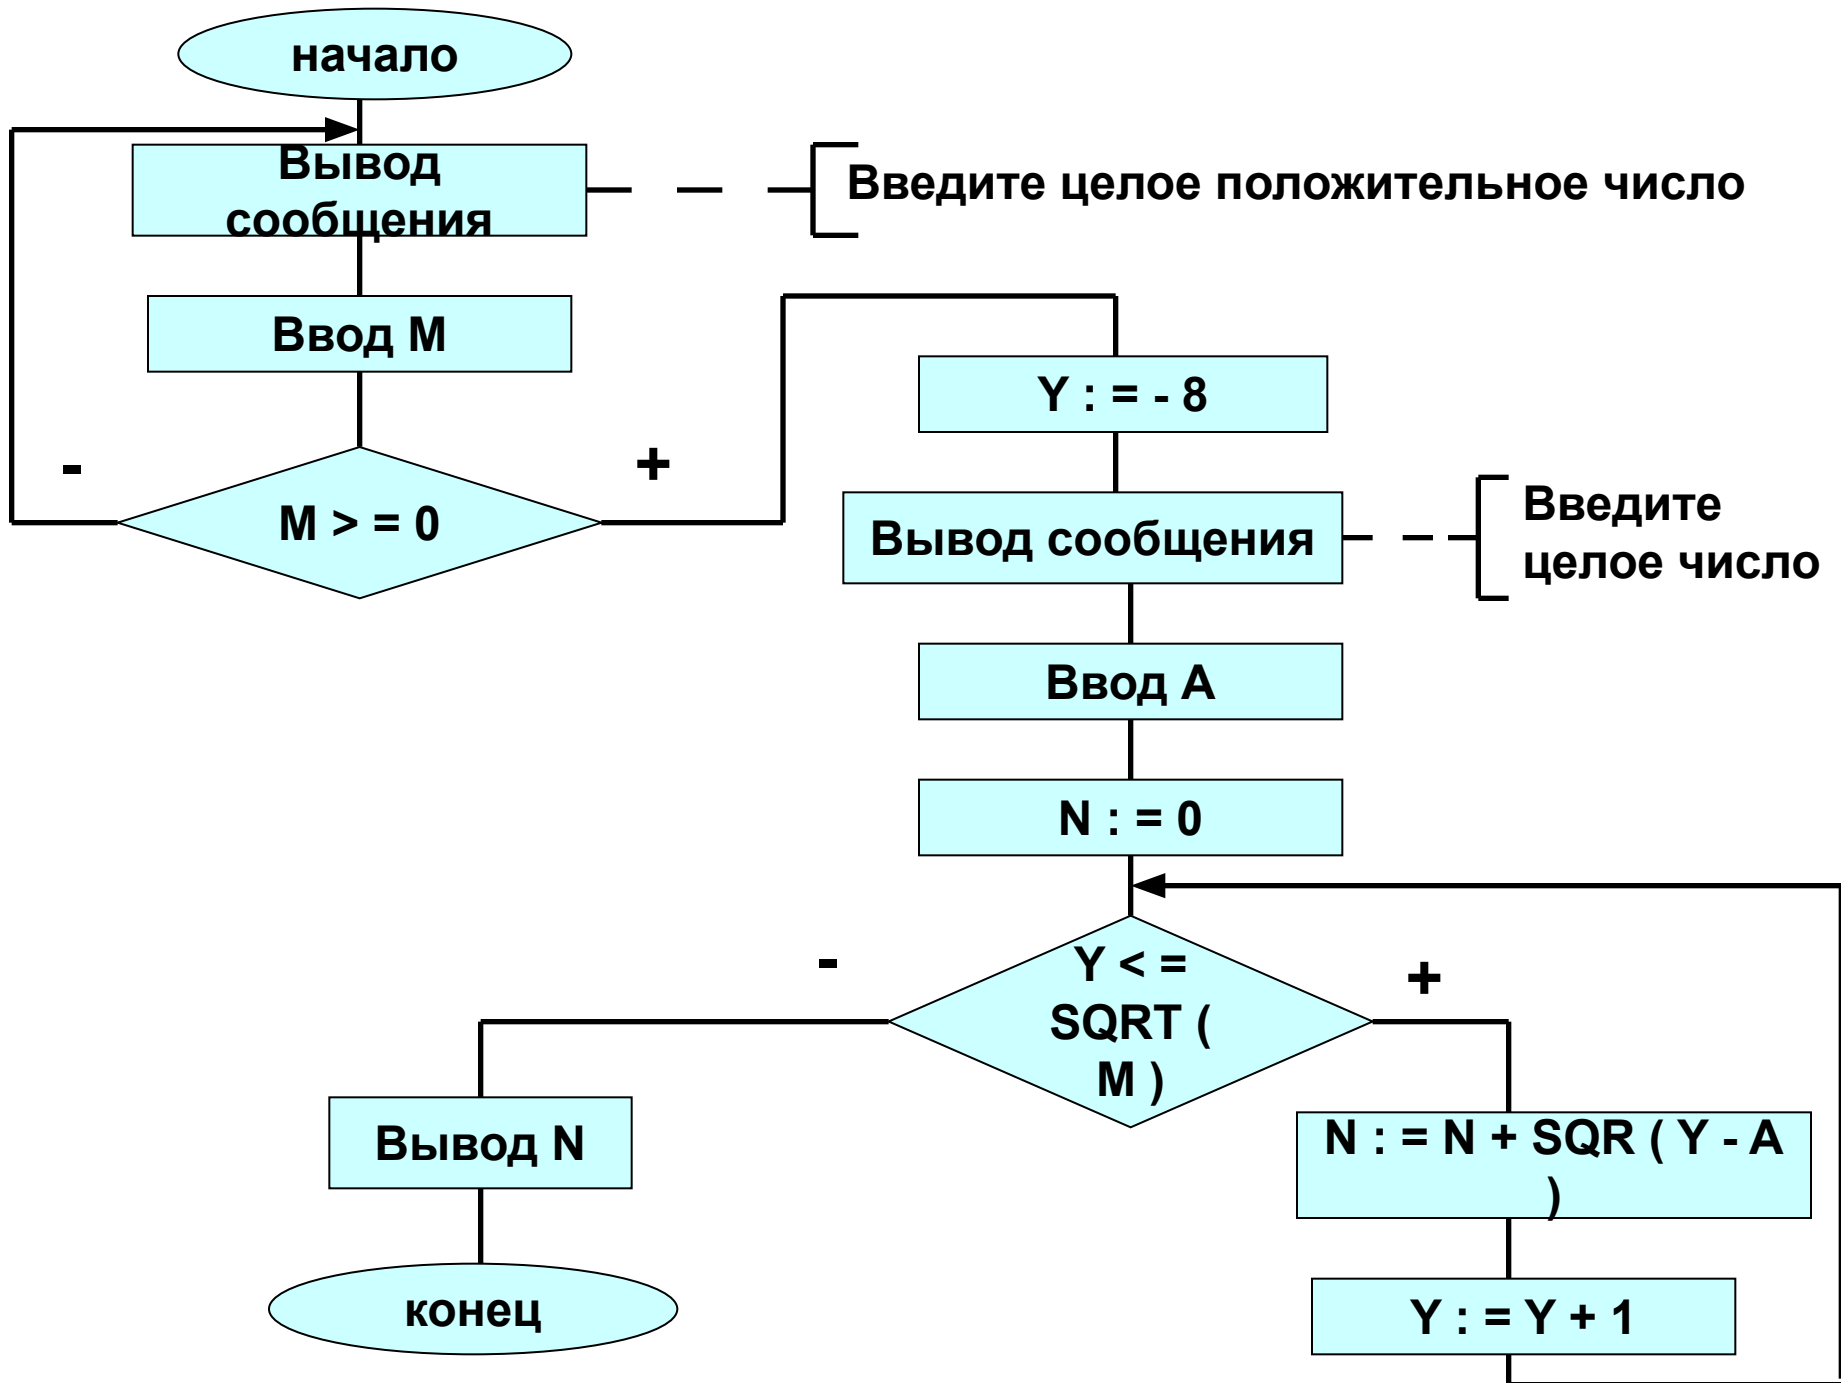 начало
Вывод
сообщения
Введите целое положительное число
Ввод М
-
+
M > = 0
Y : = - 8
Вывод сообщения
Введите
целое число
Ввод А
N : = 0
-
+
Y < =
SQRT (
M )
Вывод N
N : = N + SQR ( Y - A
)
Y : = Y + 1
конец